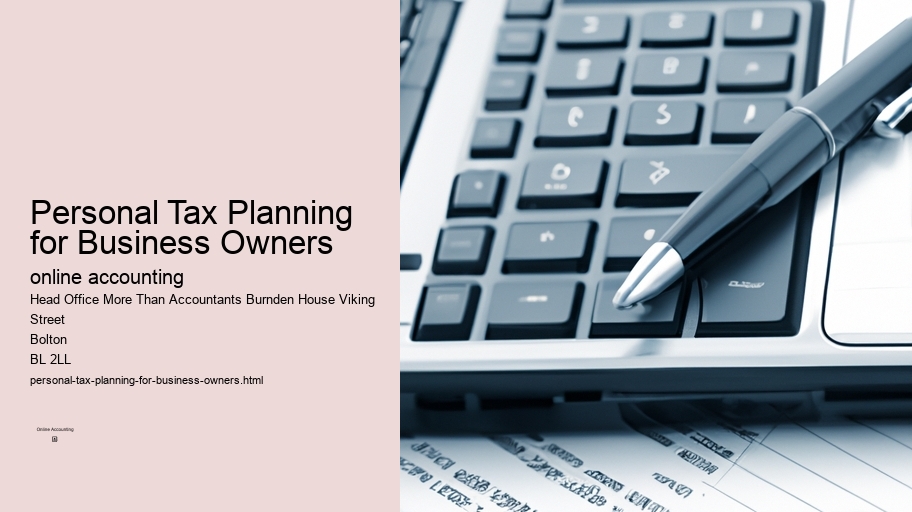 Personal Tax Planning
for Business Owners
online accounting
Head Office More Than Accountants Burnden House Viking
Street
Bolton
BL 2LL
personal-tax-planning-for-business-owners.html
Online Accounting